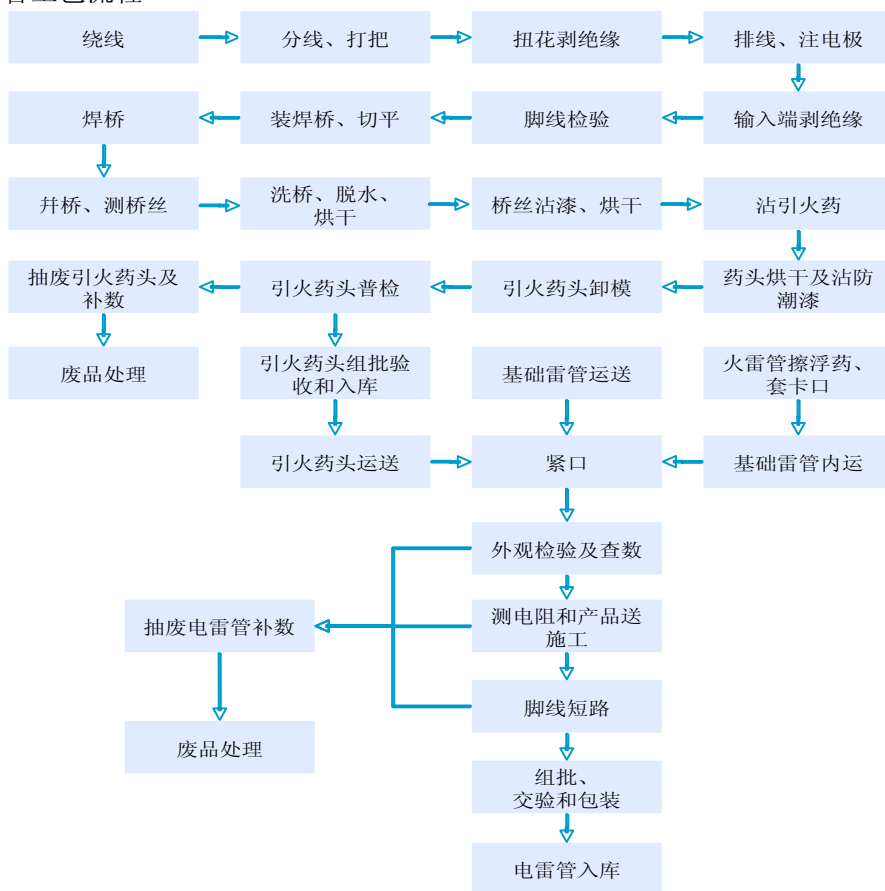 绕线
分线、打把
扭花剥绝缘
排线、注电极
焊桥
装焊桥、切平
脚线检验
输入端剥绝缘
幷桥、测桥丝
洗桥、脱水、
烘干
桥丝沾漆、烘干
沾引火药
抽废引火药头及
补数
引火药头普检
引火药头卸模
药头烘干及沾防
潮漆
废品处理
引火药头组批验
收和入库
基础雷管运送
火雷管擦浮药、
套卡口
引火药头运送
紧口
基础雷管内运
外观检验及查数
抽废电雷管补数
测电阻和产品送
施工
脚线短路
废品处理
组批、
交验和包装
电雷管入库